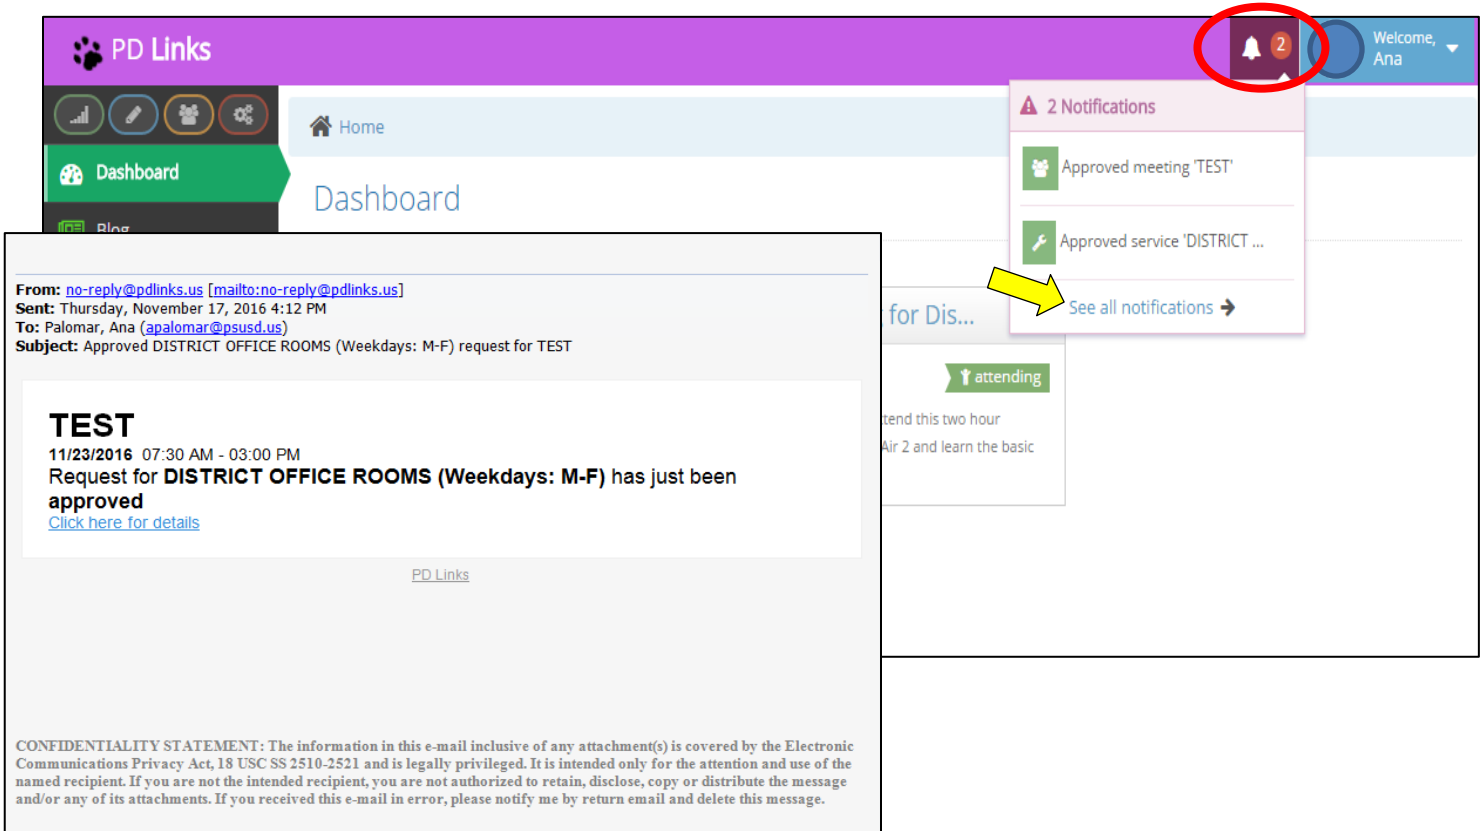 PD Links
2
Welcome,
Ana
2 Notifications
Home
Approved meeting 'TEST'
Dashboard
Dashboard
Blog
Approved service 'DISTRICT ...
See all notifications
for Dis...
attending
tend this two hour
Air 2 and learn the basic
From: no-reply@pdlinks.us [mailto:no-reply@pdlinks.us]
Sent: Thursday, November 17, 2016 4:12 PM
To: Palomar, Ana (apalomar@psusd.us)
Subject: Approved DISTRICT OFFICE ROOMS (Weekdays: M-F) request for TEST
TEST
11/23/2016 07:30 AM - 03:00 PM
Request for DISTRICT OFFICE ROOMS (Weekdays: M-F) has just been
approved
Click here for details
PD Links
CONFIDENTIALITY STATEMENT: The information in this e-mail inclusive of any attachment(s) is covered by the Electronic
Communications Privacy Act, 18 USC SS 2510-2521 and is legally privileged. It is intended only for the attention and use of the
named recipient. If you are not the intended recipient, you are not authorized to retain, disclose, copy or distribute the message
and/or any of its attachments. If you received this e-mail in error, please notify me by return email and delete this message.